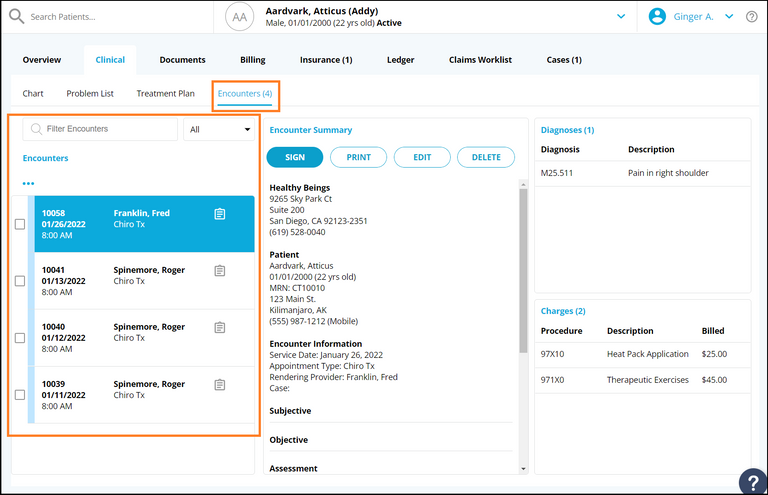 Search Patients...
AA
Aardvark, Atticus (Addy)
Male, 01/01/2000 (22 yrs old) Active
Ginger A.
?
Overview
Clinical
Documents
Billing
Insurance (1)
Ledger
Claims Worklist
Cases (1)
Chart
Problem List
Treatment Plan
Encounters (4)
Filter Encounters
All
Encounters
•••
10058
Franklin, Fred
01/26/2022
Chiro Tx
8:00 AM
10041
Spinemore, Roger
01/13/2022
Chiro Tx
8:00 AM
10040
Spinemore, Roger
01/12/2022
Chiro Tx
8:00 AM
10039
Spinemore, Roger
01/11/2022
Chiro Tx
8:00 AM
Encounter Summary
SIGN
PRINT
EDIT
DELETE
Healthy Beings
9265 Sky Park Ct
Suite 200
San Diego, CA 92123-2351
(619) 528-0040
Patient
Aardvark, Atticus
01/01/2000 (22 yrs old)
MRN: CT10010
123 Main St.
Kilimanjaro, AK
(555) 987-1212 (Mobile)
Encounter Information
Service Date: January 26, 2022
Appointment Type: Chiro Tx
Rendering Provider: Franklin, Fred
Case:
Subjective
Objective
Assessment
Diagnoses (1)
Diagnosis
Description
M25.511
Pain in right shoulder
Charges (2)
Procedure
Description
Billed
97X10
Heat Pack Application
$25.00
971X0
Therapeutic Exercises
$45.00
?